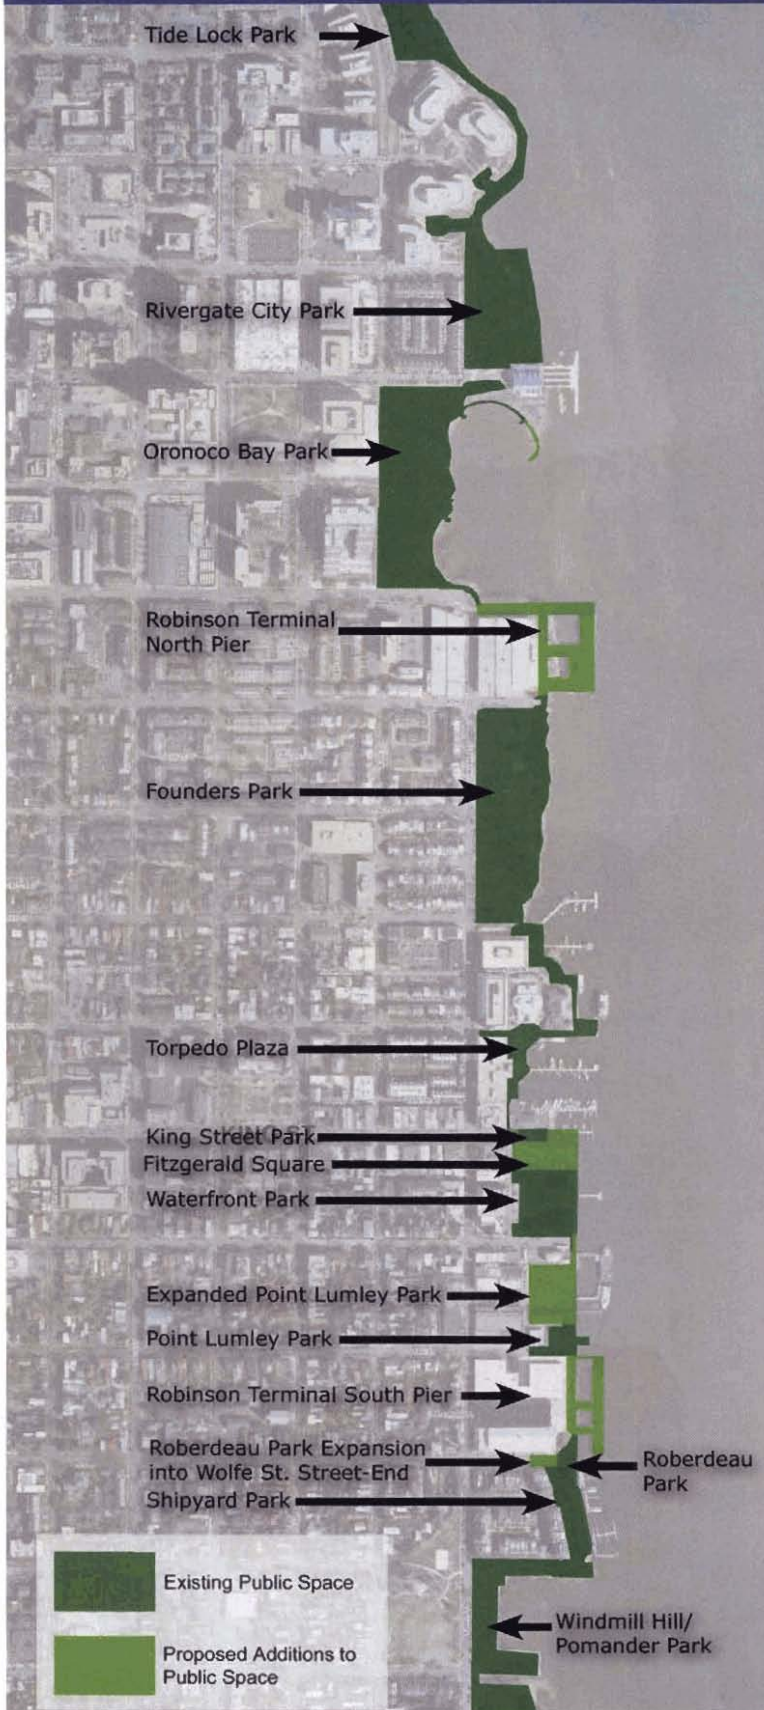 Tide Lock Park
Rivergate City Park
Oronoco Bay Park
Robinson Terminal
North Pier
Founders Park
Torpedo Plaza
KING ST
King Street Park
Fitzgerald Square
Waterfront Park
Expanded Point Lumley Park
Point Lumley Park
Robinson Terminal South Pier
Roberdeau Park Expansion
into Wolfe St. Street-End
Roberdeau
Park
Shipyard Park
Existing Public Space
Windmill Hill/
Pomander Park
Proposed Additions to
Public Space